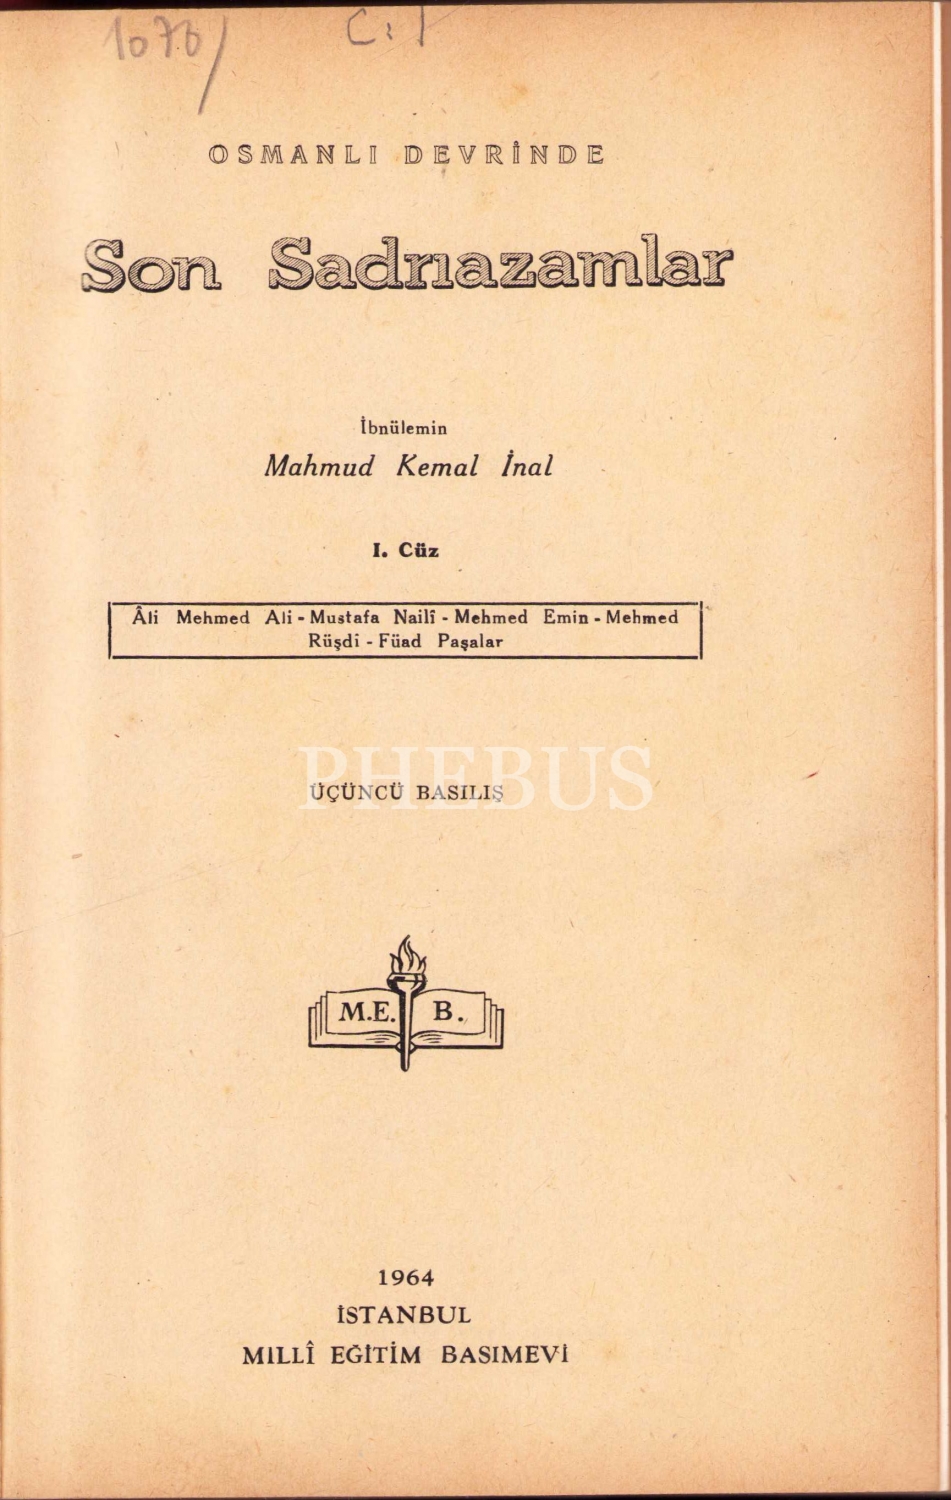 1070/ C: 1
OSMANLI DEVRİNDE
Son Sadrıazamlar
İbnülemin
Mahmud Kemal İnal
I. Cüz
Âli Mehmed Ali - Mustafa Nailî - Mehmed Emin - Mehmed
Rüşdî - Füad Paşalar
PHEBUS
ÜÇÜNCÜ BASILIŞ
M.E. B.
1964
İSTANBUL
MİLLÎ EĞİTİM BASIMEVİ